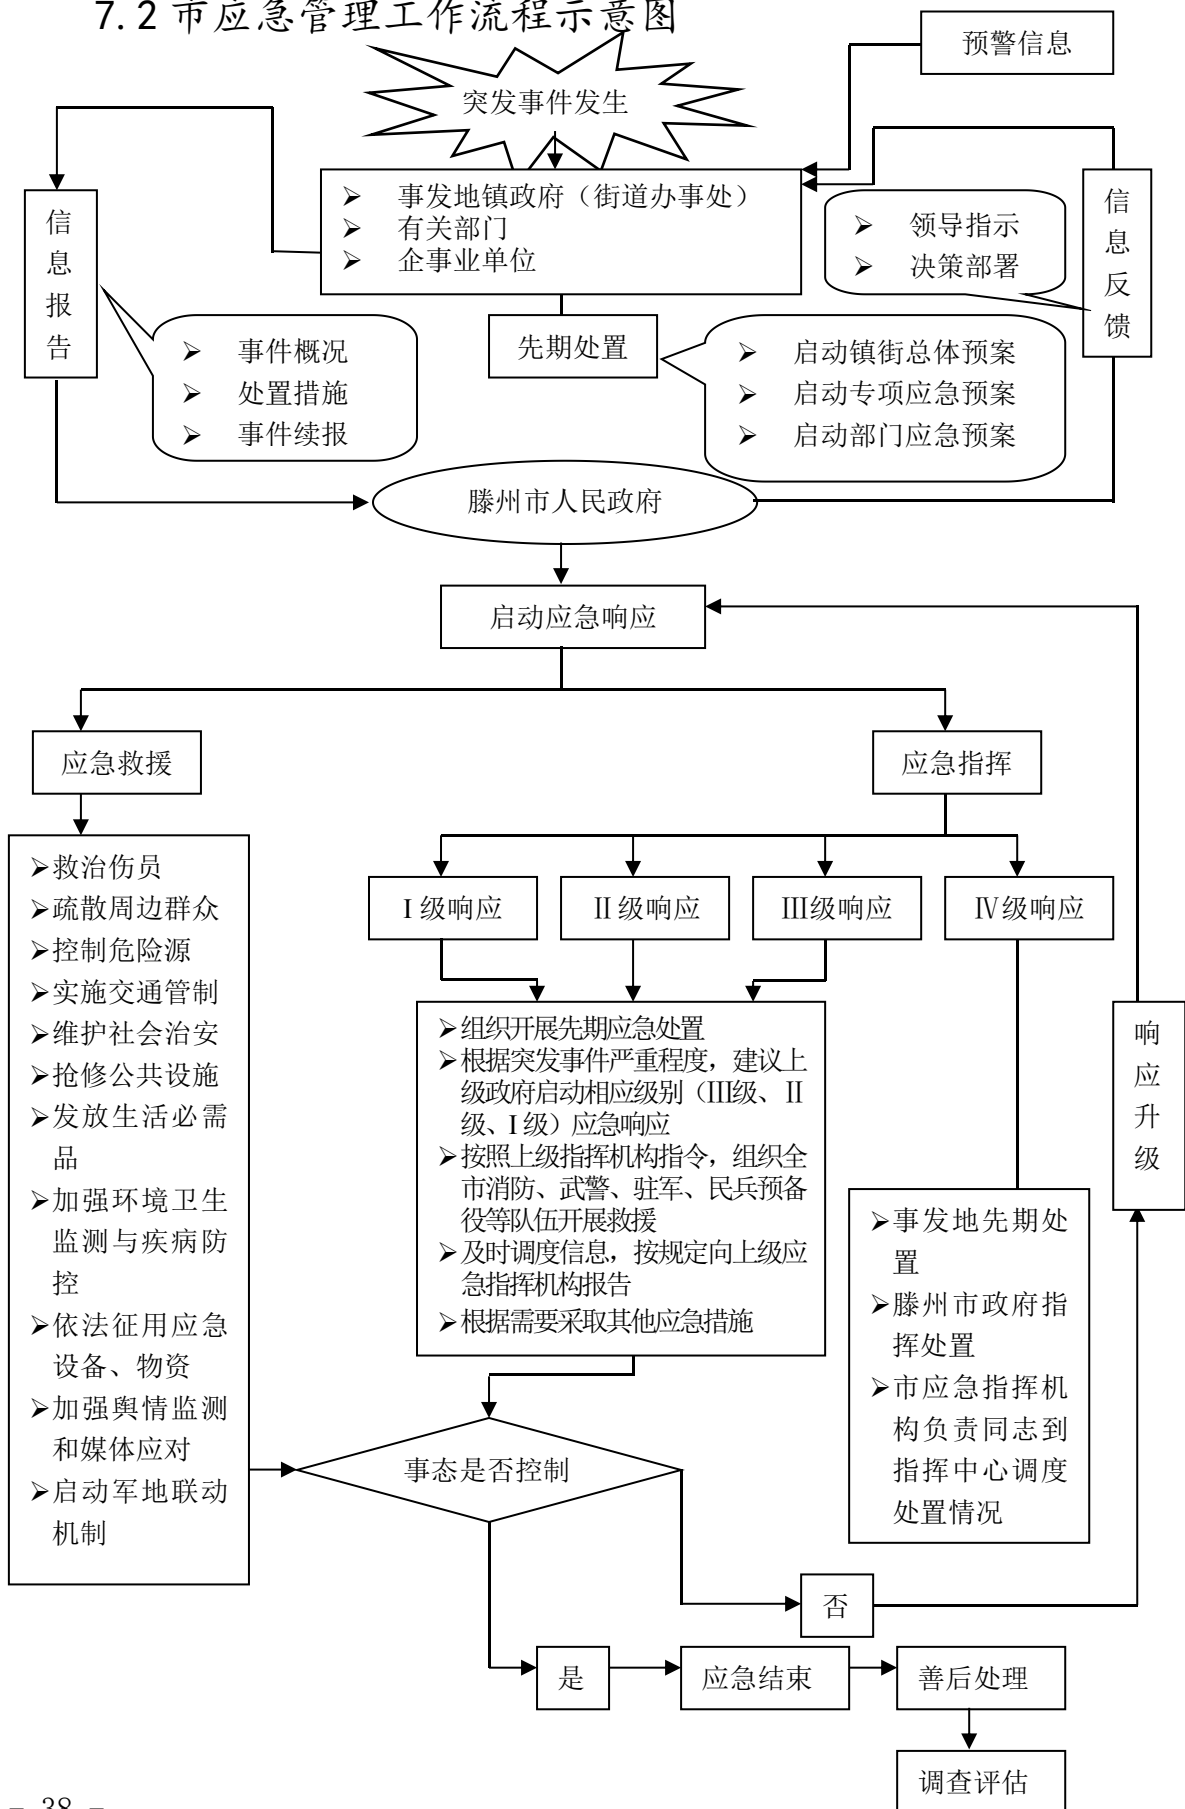 7.2市应急管理工作流程示意图
预警信息
突发事件发生
➢ 事发地镇政府（街道办事处）
➢ 有关部门
➢ 企事业单位
信
息
报
告
➢ 领导指示
➢ 决策部署
信
息
反
馈
先期处置
➢ 事件概况
➢ 处置措施
➢ 事件续报
➢ 启动镇街总体预案
➢ 启动专项应急预案
➢ 启动部门应急预案
滕州市人民政府
启动应急响应
应急救援
应急指挥
➢救治伤员
➢疏散周边群众
➢控制危险源
➢实施交通管制
➢维护社会治安
➢抢修公共设施
➢发放生活必需
品
➢加强环境卫生
监测与疾病防
控
➢依法征用应急
设备、物资
➢加强舆情监测
和媒体应对
➢启动军地联动
机制
I 级响应
Ⅱ 级响应
Ⅲ级响应
Ⅳ级响应
➢组织开展先期应急处置
➢根据突发事件严重程度，建议上
级政府启动相应级别（Ⅲ级、Ⅱ
级、I 级）应急响应
➢按照上级指挥机构指令，组织全
市消防、武警、驻军、民兵预备
役等队伍开展救援
➢及时调度信息，按规定向上级应
急指挥机构报告
➢根据需要采取其他应急措施
响
应
升
级
➢事发地先期处
置
➢滕州市政府指
挥处置
➢市应急指挥机
构负责同志到
指挥中心调度
处置情况
事态是否控制
否
是
应急结束
善后处理
调查评估
- 38 -